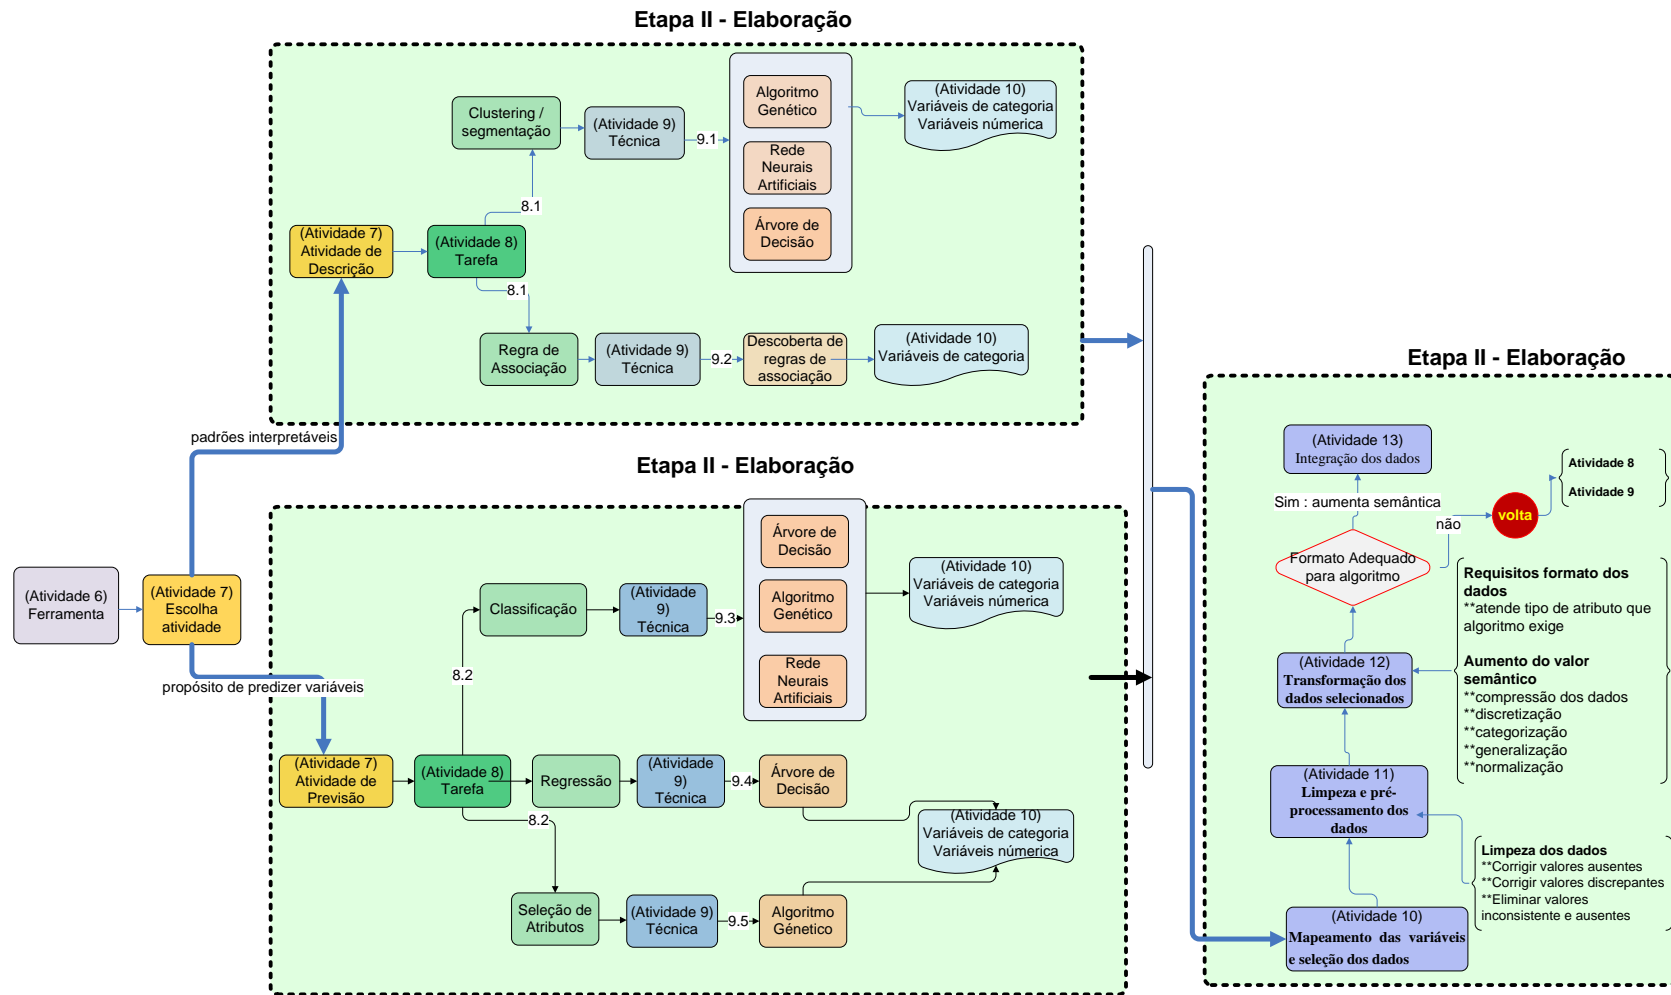 Etapa II - Elaboração
Clustering /
segmentação
(Atividade 9)
Técnica
9.1
Algoritmo
Genético
Rede
Neurais
Artificiais
Árvore de
Decisão
(Atividade 10)
Variáveis de categoria
Variáveis númerica
8.1
(Atividade 7)
Atividade de
Descrição
(Atividade 8)
Tarefa
8.1
Regra de
Associação
(Atividade 9)
Técnica
9.2
Descoberta de
regras de
associação
(Atividade 10)
Variáveis de categoria
padrões interpretáveis
Etapa II - Elaboração
(Atividade 6)
Ferramenta
(Atividade 7)
Escolha
atividade
propósito de predizer variáveis
Classificação
(Atividade
9)
Técnica
9.3
Árvore de
Decisão
Algoritmo
Genético
Rede
Neurais
Artificiais
(Atividade 10)
Variáveis de categoria
Variáveis númerica
8.2
(Atividade 7)
Atividade de
Previsão
(Atividade 8)
Tarefa
Regressão
(Atividade
9)
Técnica
9.4
Árvore de
Decisão
8.2
(Atividade 10)
Variáveis de categoria
Variáveis númerica
Seleção de
Atributos
(Atividade 9)
Técnica
9.5
Algoritmo
Génetico
Etapa II - Elaboração
(Atividade 13)
Integração dos dados
Atividade 8
Atividade 9
Sim : aumenta semântica
não
volta
Formato Adequado
para algoritmo
Requisitos formato dos
dados
**atende tipo de atributo que
algoritmo exige
Aumento do valor
semântico
**compressão dos dados
**discretização
**categorização
**generalização
**normalização
(Atividade 12)
Transformação dos
dados selecionados
(Atividade 11)
Limpeza e pré-
processamento dos
dados
Limpeza dos dados
**Corrigir valores ausentes
**Corrigir valores discrepantes
**Eliminar valores
inconsistente e ausentes
(Atividade 10)
Mapeamento das variáveis
e seleção dos dados